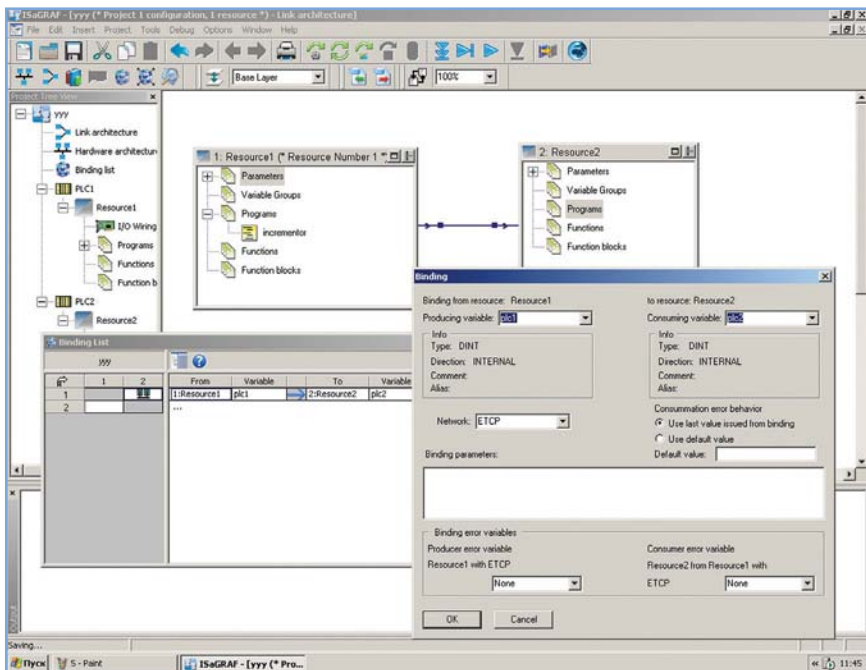 ISaGRAF - [yyy (* Project 1 configuration, 1 resource *) - Link architecture]
File Edit Insert Project Tools Debug Options Window Help
Base Layer
100%
Project Tree View
yyy
Link architecture
Hardware architecture
Binding list
PLC1
Resource1
I/O Wiring
Programs
Functions
Function b
PLC2
Resource2
1: Resource1 (* Resource Number 1 *
Parameters
Variable Groups
Programs
incrementor
Functions
Function blocks
2: Resource2
Parameters
Variable Groups
Programs
Functions
Function blocks
Binding List
yyy
1 2
1
2
From Variable To Variable
1:Resource1 plc1 2:Resource2 plc2
...
Binding
Binding from resource: Resource1 to resource: Resource2
Producing variable: plc1 Consuming variable: plc2
Info Info
Type: DINT Type: DINT
Direction: INTERNAL Direction: INTERNAL
Comment: Comment:
Alias: Alias:
Consummation error behavior
Network: ETCP Use last value issued from binding
Use default value
Binding parameters: Default value:
Binding error variables
Producer error variable Consumer error variable
Resource1 with ETCP Resource2 from Resource1 with
None ETCP None
OK Cancel
Output
Saving...
Пуск 5 - Paint ISaGRAF - [yyy (* Pro... « 11:45